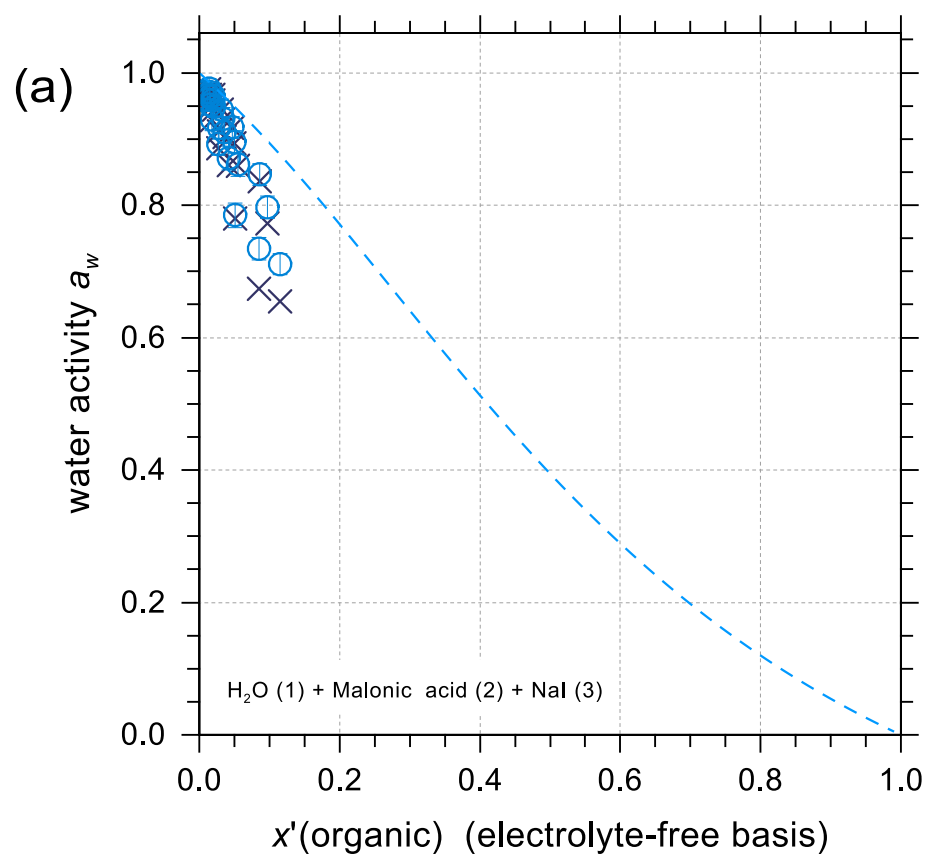 (a)
1.0
0.8
0.6
0.4
0.2
0.0
water activity a_w
H₂O (1) + Malonic acid (2) + NaI (3)
0.0 0.2 0.4 0.6 0.8 1.0
x'(organic) (electrolyte-free basis)